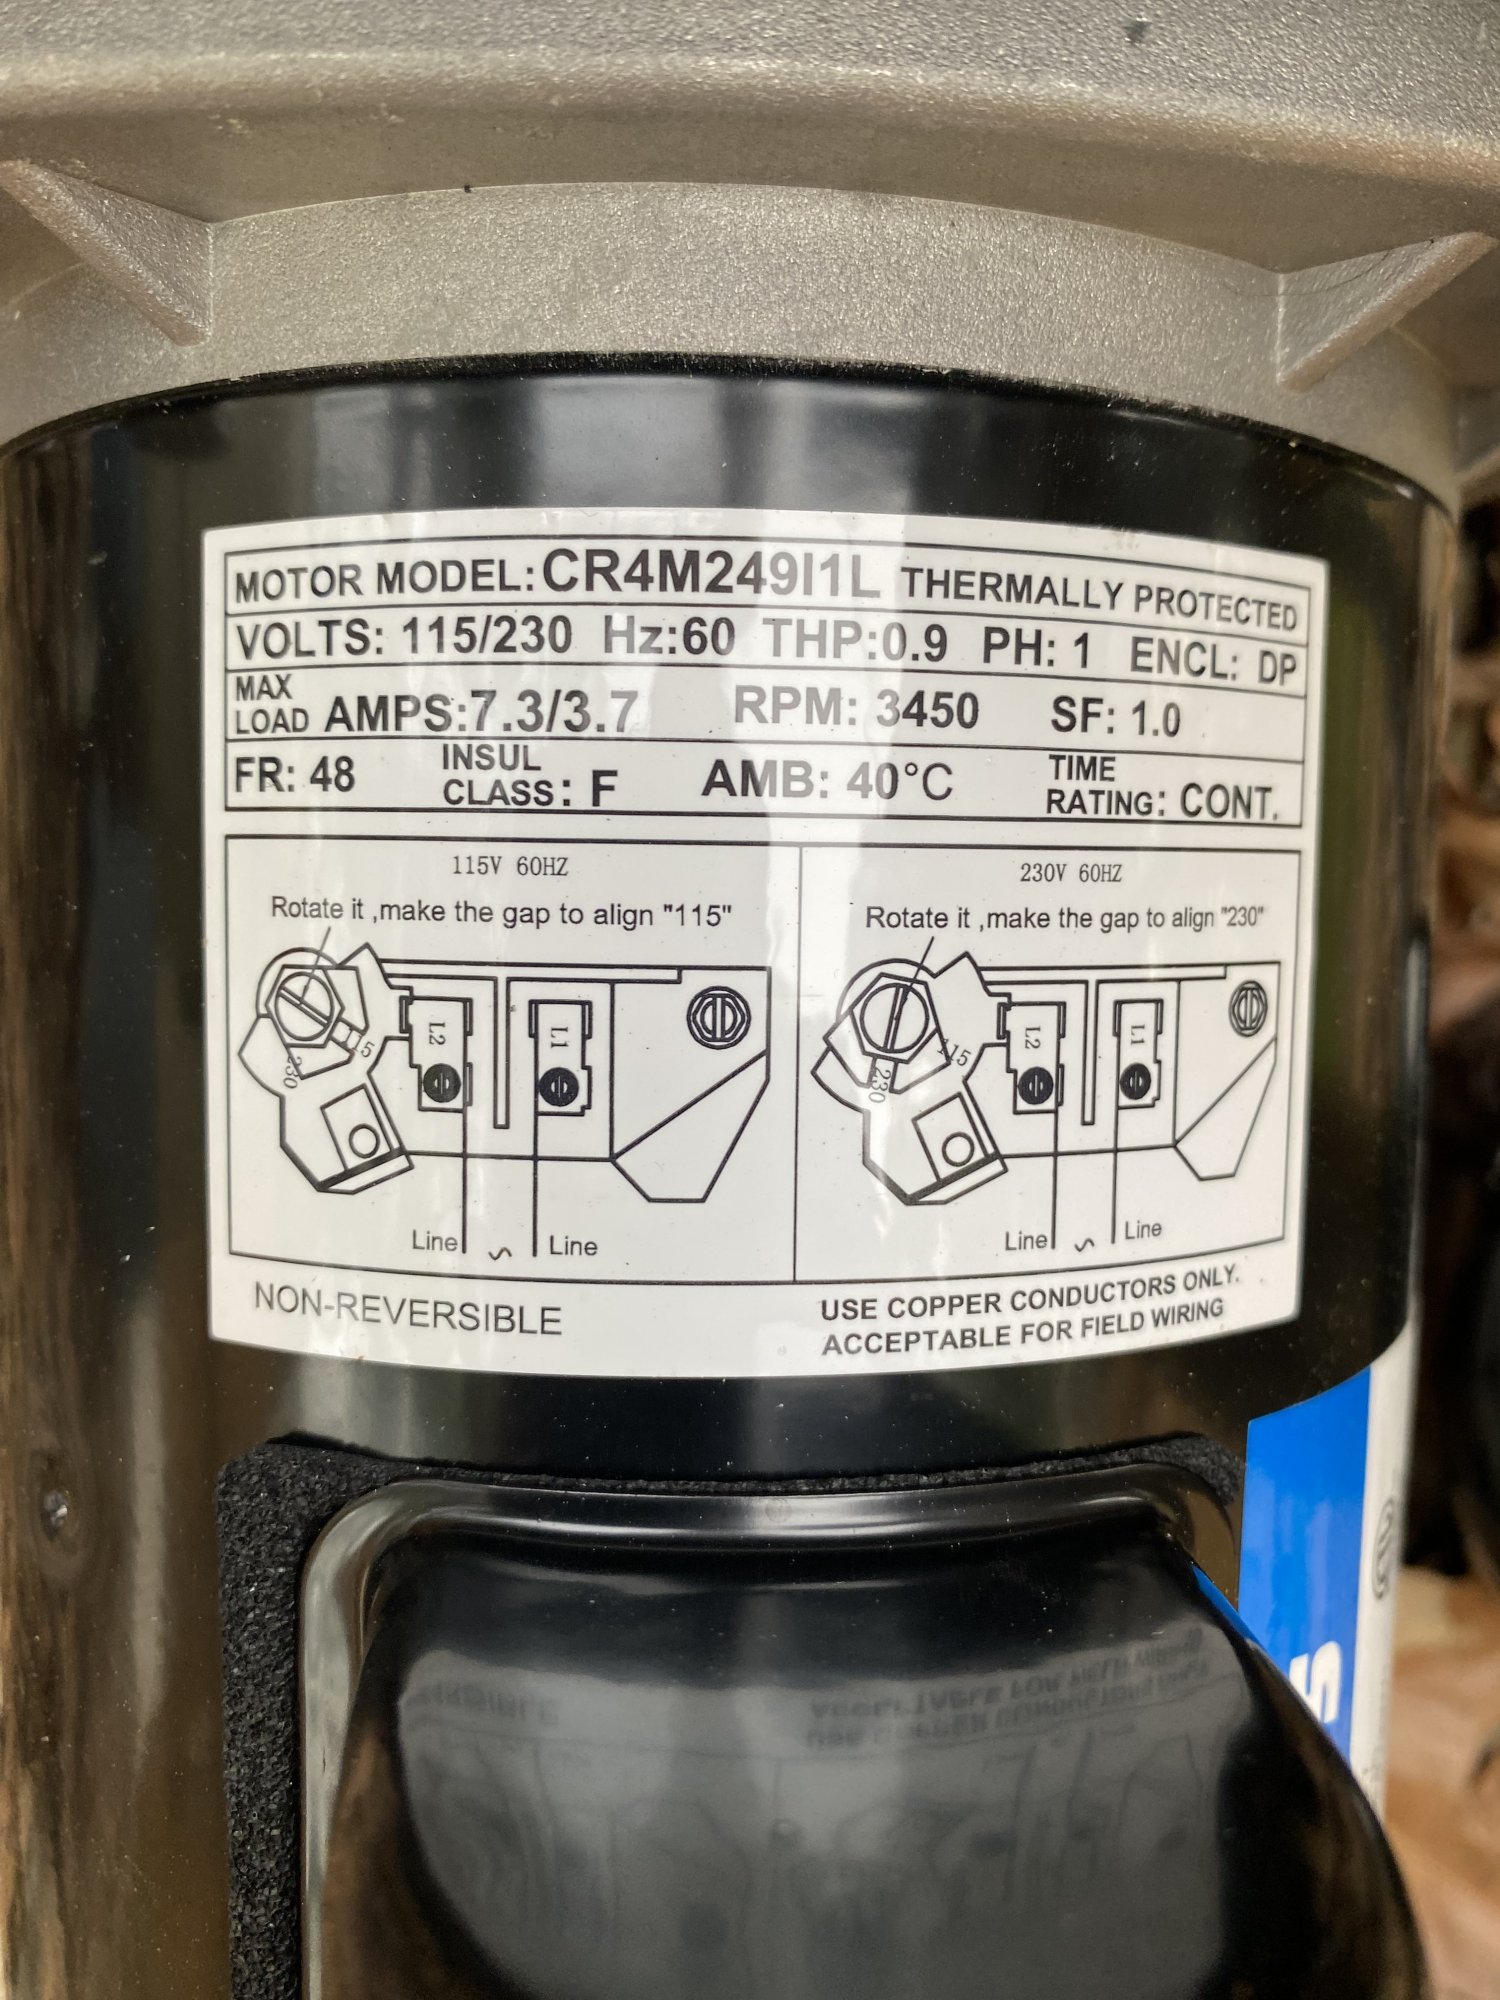 MOTOR MODEL:CR4M249I1L THERMALLY PROTECTED
VOLTS: 115/230 Hz:60 THP:0.9 PH: 1 ENCL: DP
MAX LOAD AMPS:7.3/3.7 RPM: 3450 SF: 1.0
FR: 48 INSUL CLASS: F AMB: 40°C TIME RATING: CONT.
115V 60HZ
Rotate it ,make the gap to align "115"
230
L2
L1
Line ∽ Line
230V 60HZ
Rotate it ,make the gap to align "230"
115
230
L2
L1
Line ∽ Line
NON-REVERSIBLE
USE COPPER CONDUCTORS ONLY.
ACCEPTABLE FOR FIELD WIRING